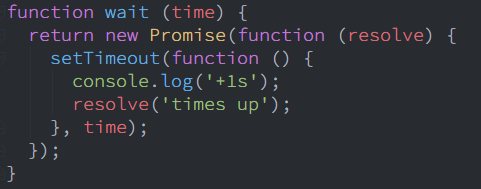 function wait (time) {
  return new Promise(function (resolve) {
    setTimeout(function () {
      console.log('+1s');
      resolve('times up');
    }, time);
  });
}